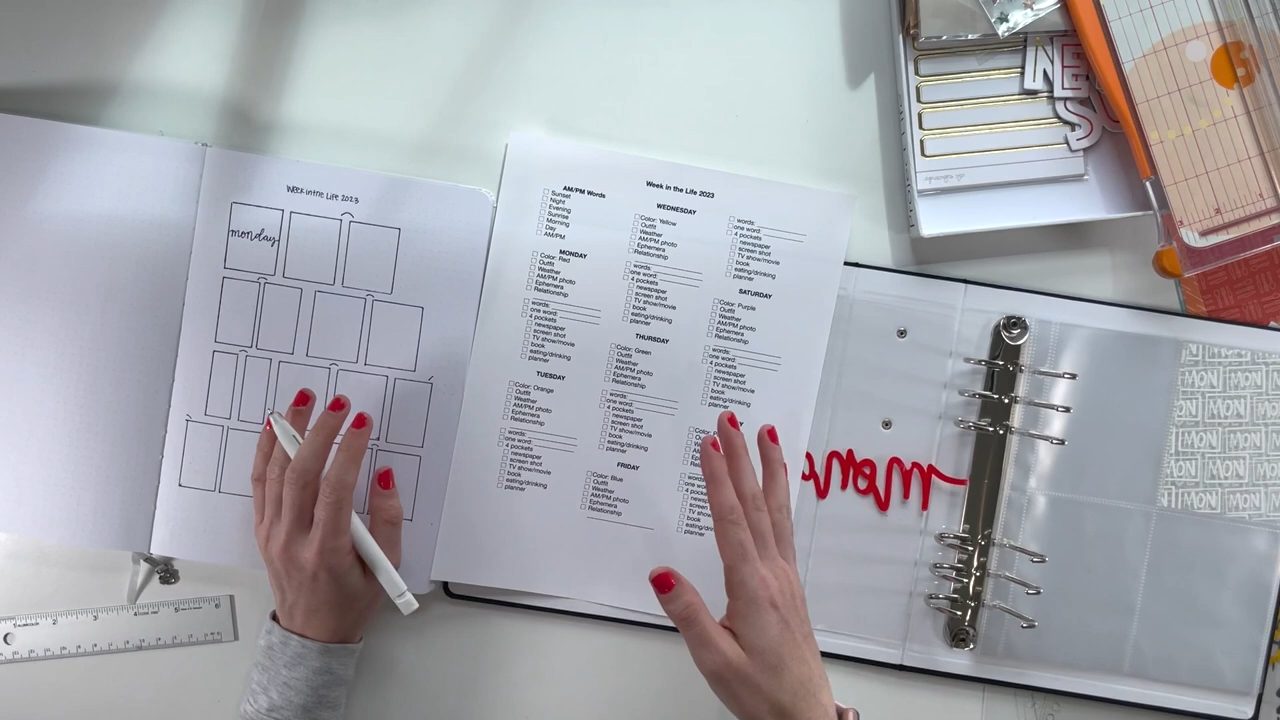 Week in the Life 2023
monday
Week in the Life 2023
AM/PM Words
Sunset
Night
Evening
Sunrise
Morning
Day
AM/PM
MONDAY
Color: Red
Outfit
Weather
AM/PM photo
Ephemera
Relationship
words:
one word:
4 pockets
newspaper
screen shot
TV show/movie
book
eating/drinking
planner
TUESDAY
Color: Orange
Outfit
Weather
AM/PM photo
Ephemera
Relationship
words:
one word:
4 pockets
newspaper
screen shot
TV show/movie
book
eating/drinking
planner
WEDNESDAY
Color: Yellow
Outfit
Weather
AM/PM photo
Ephemera
Relationship
words:
one word:
4 pockets
newspaper
screen shot
TV show/movie
book
eating/drinking
planner
THURSDAY
Color: Green
Outfit
Weather
AM/PM photo
Ephemera
Relationship
words:
one word:
4 pockets
newspaper
screen shot
TV show/movie
book
eating/drinking
planner
FRIDAY
Color: Blue
Outfit
Weather
AM/PM photo
Ephemera
Relationship
words:
one word:
4 pockets
newspaper
screen shot
TV show/movie
book
eating/drinking
planner
SATURDAY
Color: Purple
Outfit
Weather
AM/PM photo
Ephemera
Relationship
words:
one word:
4 pockets
newspaper
screen shot
TV show/movie
book
eating/drinking
planner
MON MON
MON MON
MON MON
MON MON